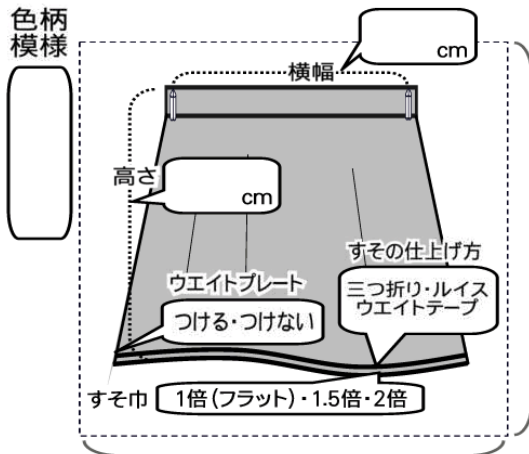 色柄
模様
cm
横幅
高さ
cm
すその仕上げ方
三つ折り・ルイス
ウエイトテープ
ウエイトプレート
つける・つけない
すそ巾
1倍(フラット)・1.5倍・2倍